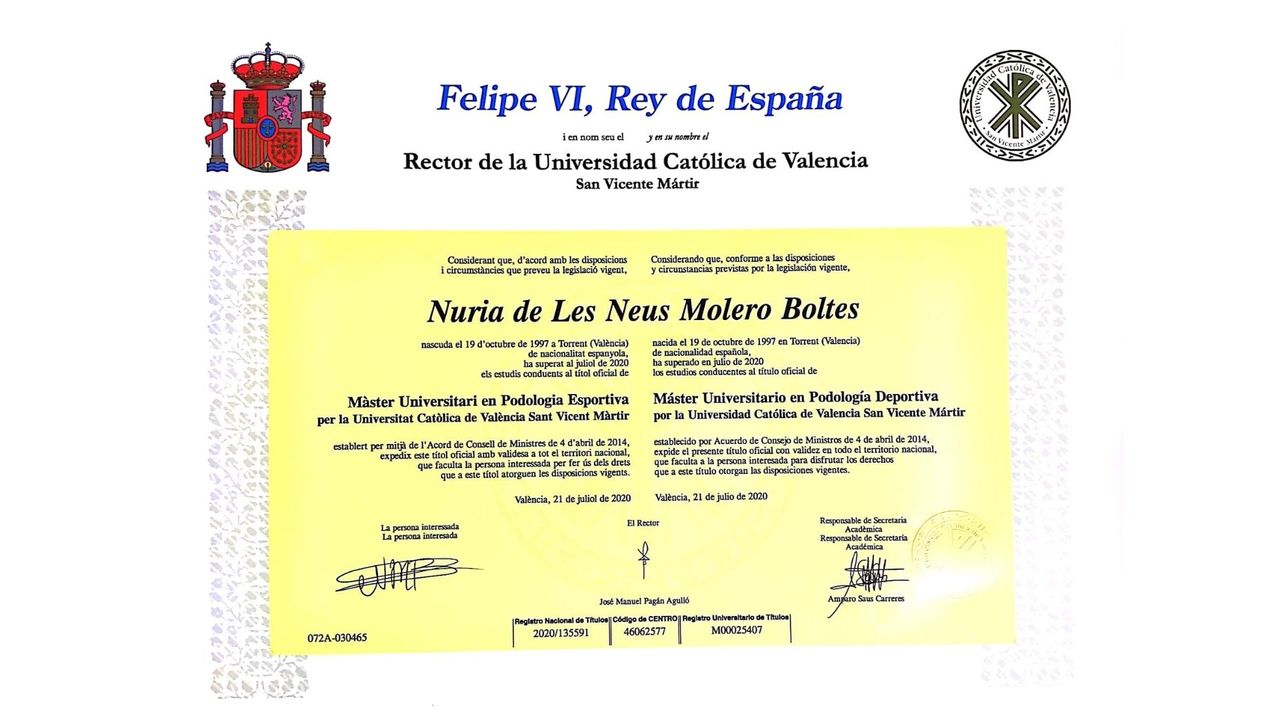 Felipe VI, Rey de España
i en nom seu el y en su nombre el
Rector de la Universidad Católica de Valencia
San Vicente Mártir
Universidad Católica de Valencia
San Vicente Mártir
Considerant que, d'acord amb les disposicions
i circumstàncies que preveu la legislació vigent,
Considerando que, conforme a las disposiciones
y circunstancias previstas por la legislación vigente,
Nuria de Les Neus Molero Boltes
nascuda el 19 d'octubre de 1997 a Torrent (València)
de nacionalitat espanyola,
ha superat al juliol de 2020
els estudis conduents al títol oficial de
nacida el 19 de octubre de 1997 en Torrent (Valencia)
de nacionalidad española,
ha superado en julio de 2020
los estudios conducentes al título oficial de
Màster Universitari en Podologia Esportiva
per la Universitat Catòlica de València Sant Vicent Màrtir
Máster Universitario en Podología Deportiva
por la Universidad Católica de Valencia San Vicente Mártir
establert per mitjà de l'Acord de Consell de Ministres de 4 d'abril de 2014,
expedix este títol oficial amb validesa a tot el territori nacional,
que faculta la persona interessada per fer ús dels drets
que a este títol atorguen les disposicions vigents.
establecido por Acuerdo de Consejo de Ministros de 4 de abril de 2014,
expide el presente título oficial con validez en todo el territorio nacional,
que faculta a la persona interesada para disfrutar los derechos
que a este título otorgan las disposiciones vigentes.
València, 21 de juliol de 2020
València, 21 de julio de 2020
La persona interessada
La persona interesada
El Rector
Responsable de Secretaria
Acadèmica
Responsable de Secretaría
Académica
José Manuel Pagán Agulló
Amparo Saus Carreres
Registro Nacional de Títulos
2020/135591
Código de CENTRO
46062577
Registro Universitario de Títulos
M00025407
072A-030465